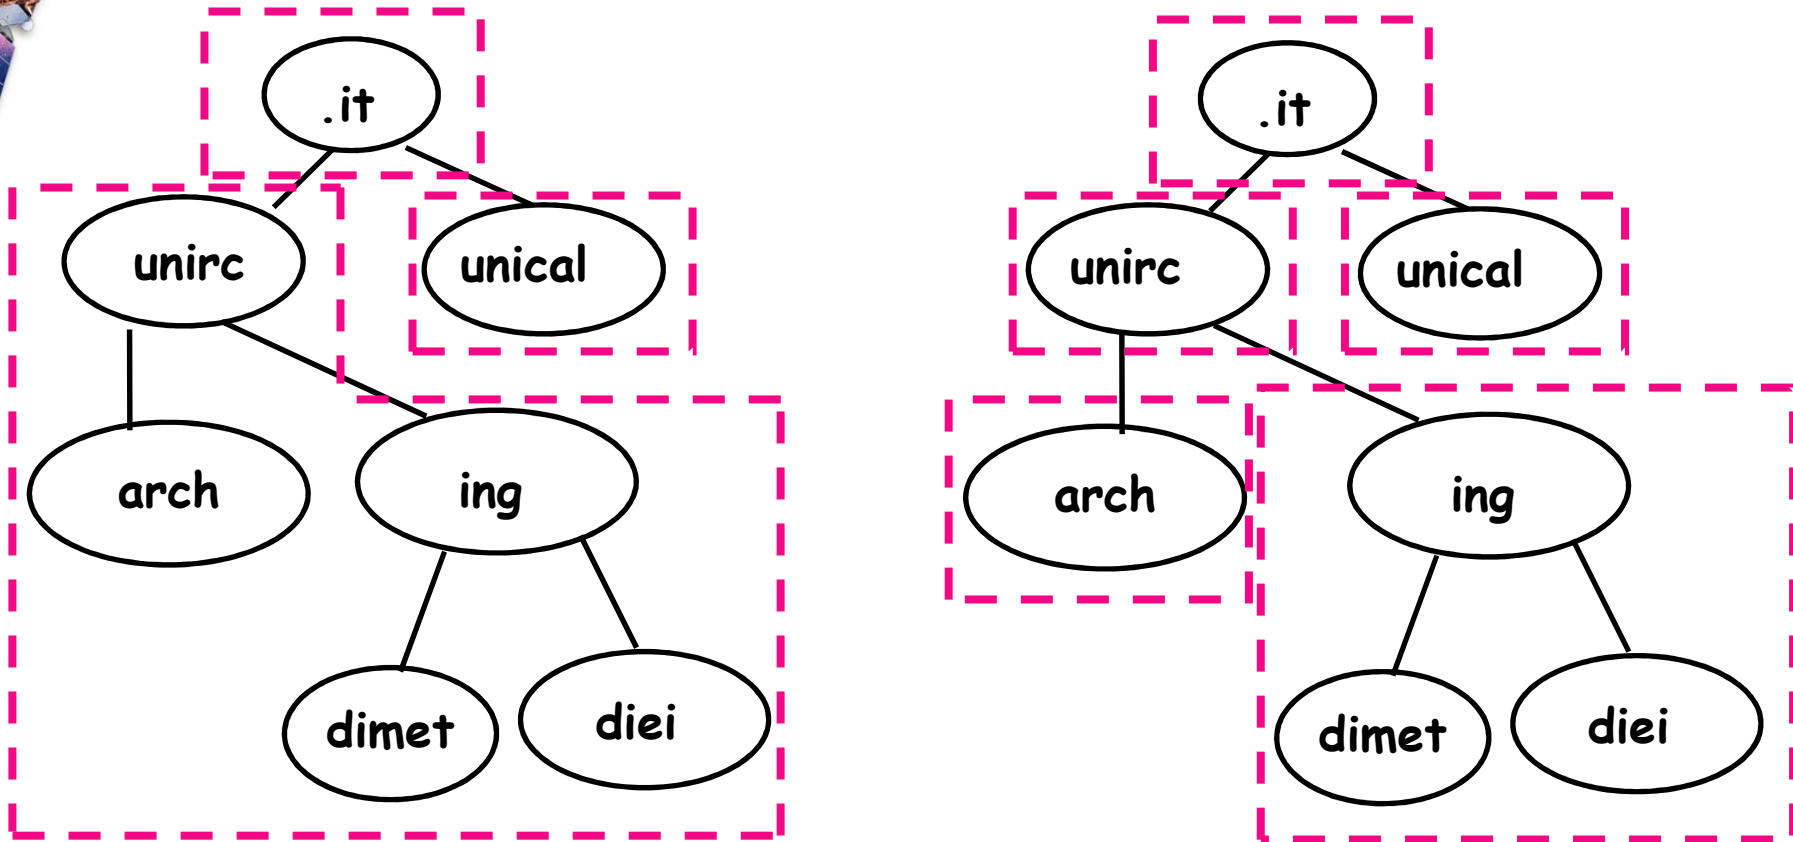 .it
unirc
unical
arch
ing
dimet
diei
.it
unirc
unical
arch
ing
dimet
diei